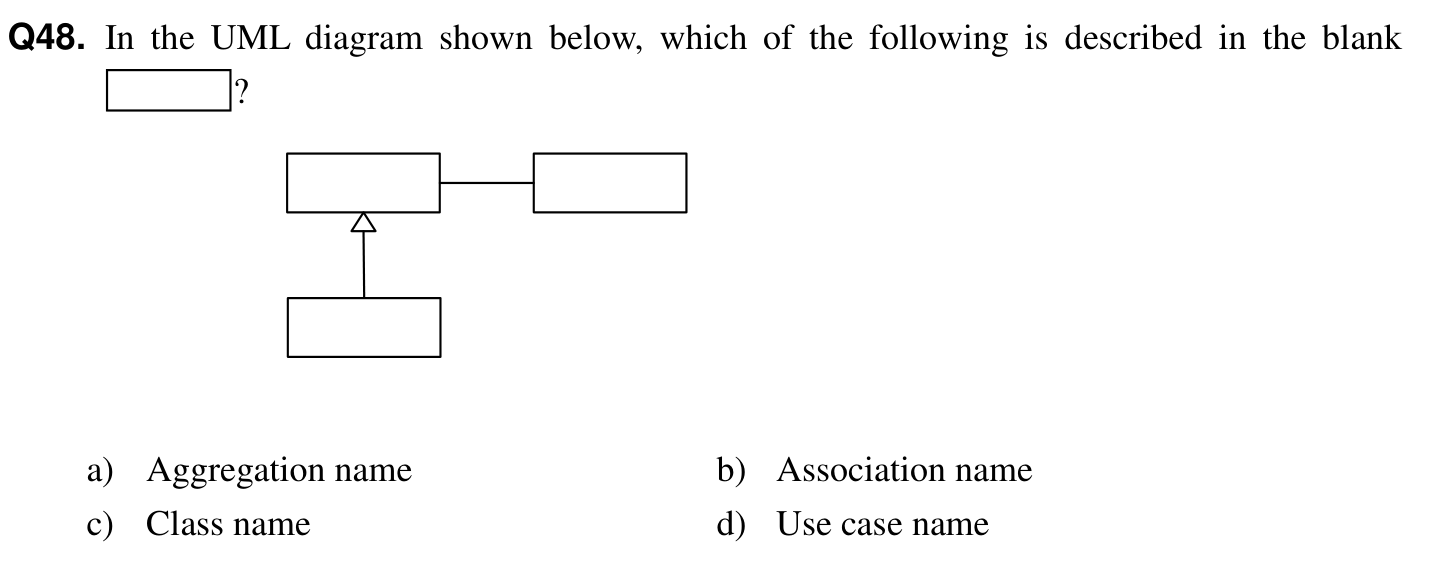 Q48. In the UML diagram shown below, which of the following is described in the blank
?
a) Aggregation name b) Association name
c) Class name d) Use case name